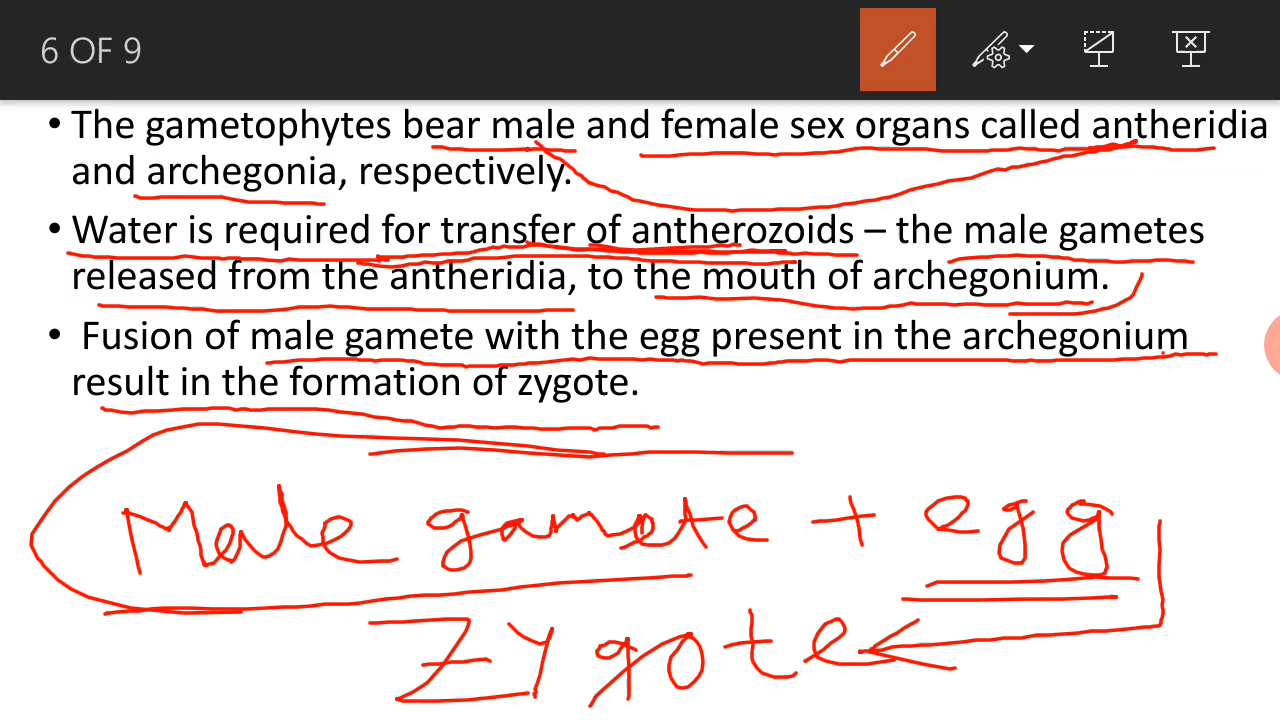 6 OF 9
• The gametophytes bear male and female sex organs called antheridia
and archegonia, respectively.
• Water is required for transfer of antherozoids – the male gametes
released from the antheridia, to the mouth of archegonium.
• Fusion of male gamete with the egg present in the archegonium
result in the formation of zygote.
Male gamete + egg
Zygote